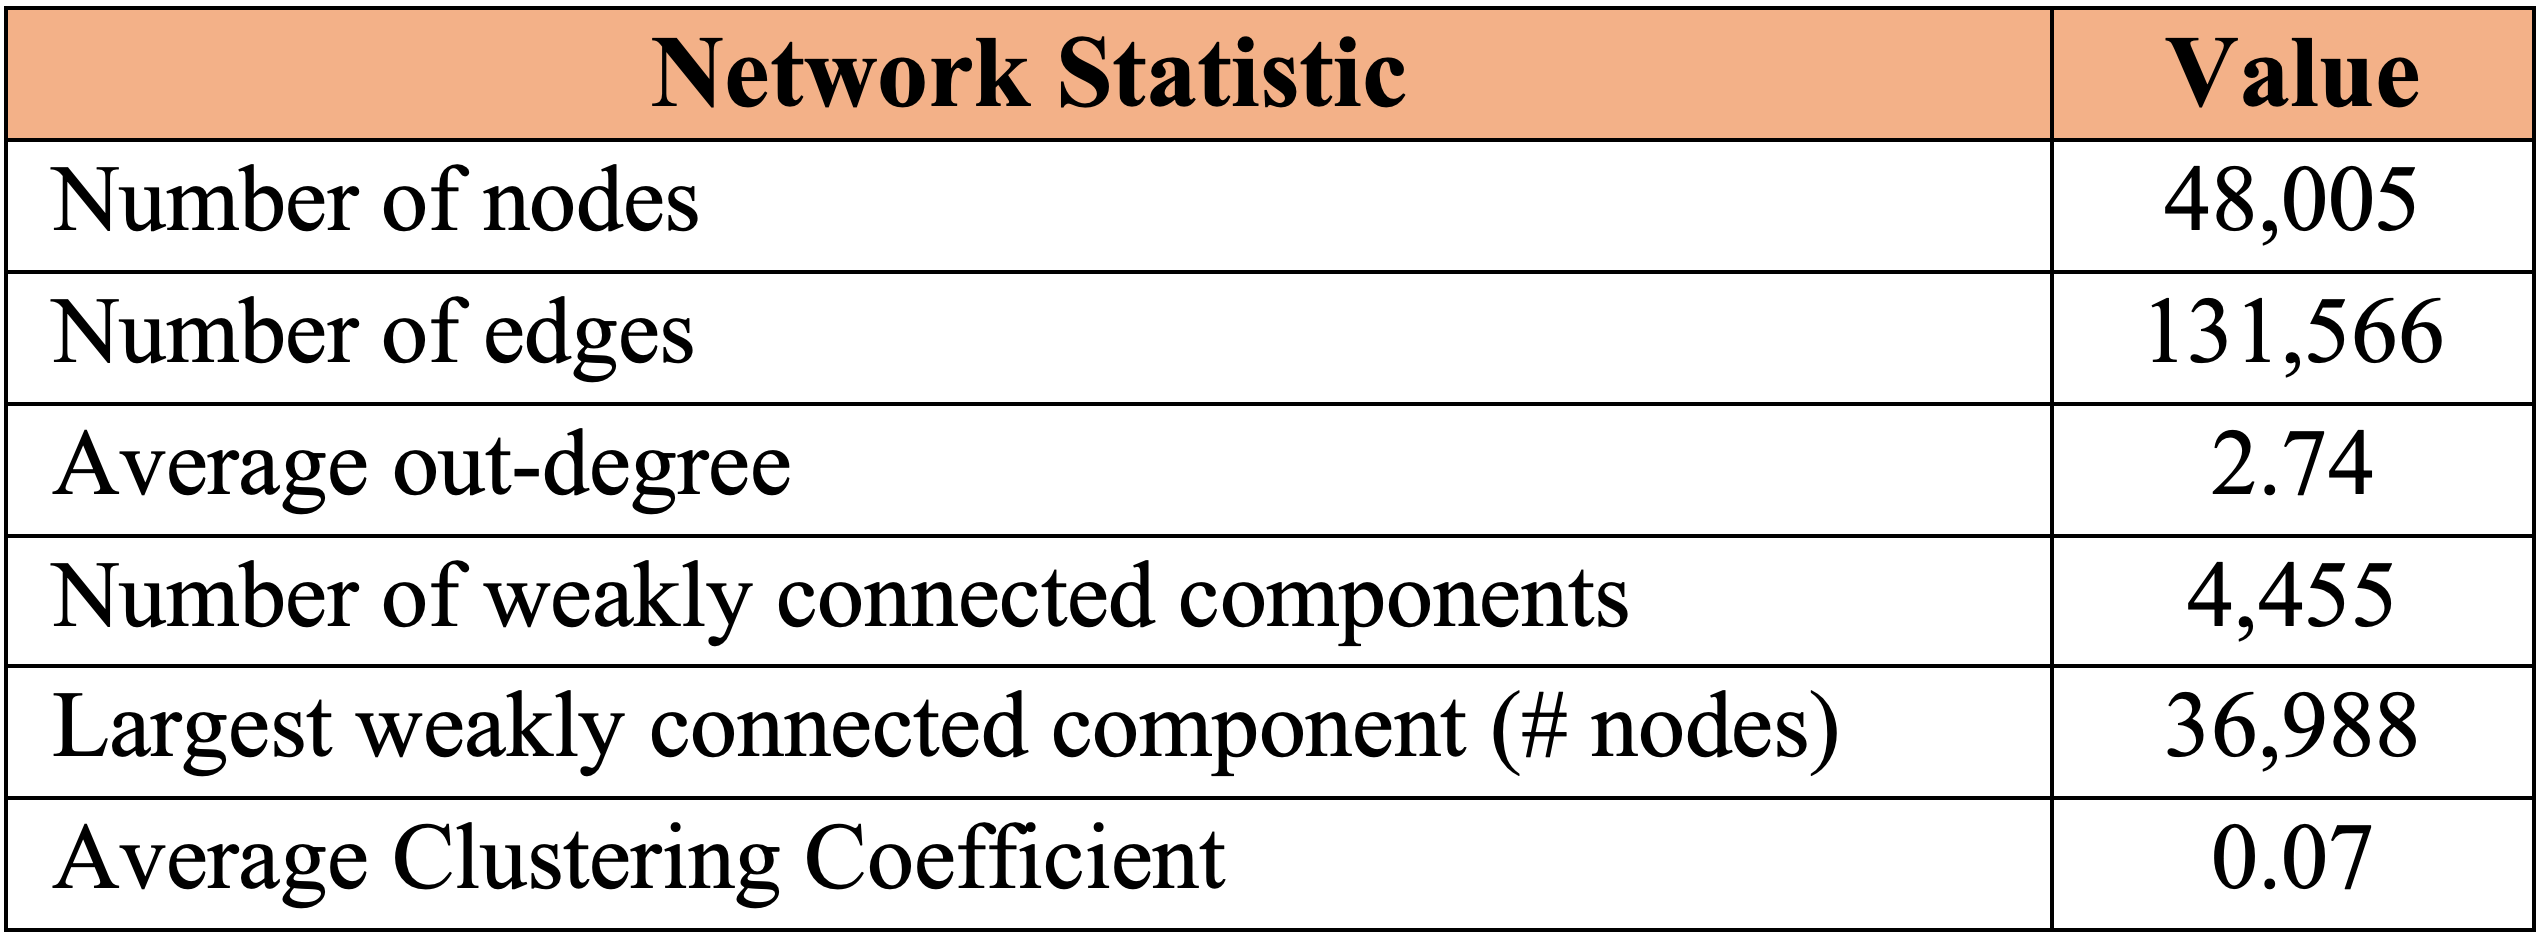 Network Statistic Value
Number of nodes 48,005
Number of edges 131,566
Average out-degree 2.74
Number of weakly connected components 4,455
Largest weakly connected component (# nodes) 36,988
Average Clustering Coefficient 0.07